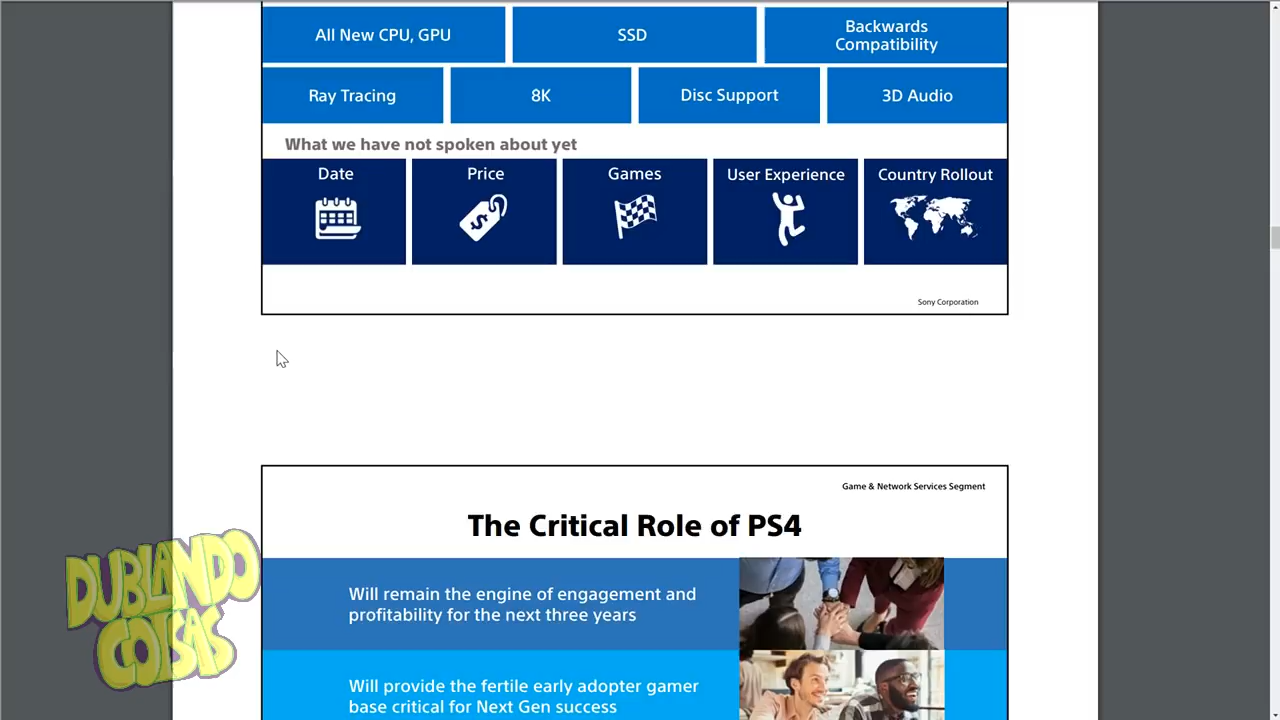 All New CPU, GPU
SSD
Backwards
Compatibility
Ray Tracing
8K
Disc Support
3D Audio
What we have not spoken about yet
Date
Price
Games
User Experience
Country Rollout
$
Sony Corporation
Game & Network Services Segment
The Critical Role of PS4
Will remain the engine of engagement and
profitability for the next three years
Will provide the fertile early adopter gamer
base critical for Next Gen success
DUBLANDO
COISAS